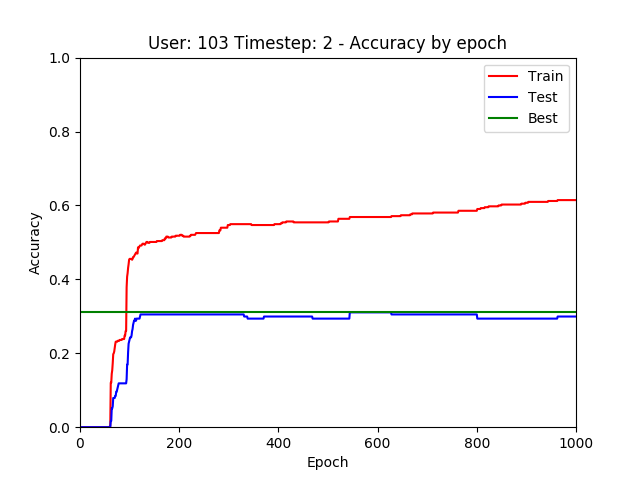 User: 103 Timestep: 2 - Accuracy by epoch
1.0
0.8
0.6
0.4
0.2
0.0
Accuracy
Train
Test
Best
0 200 400 600 800 1000
Epoch